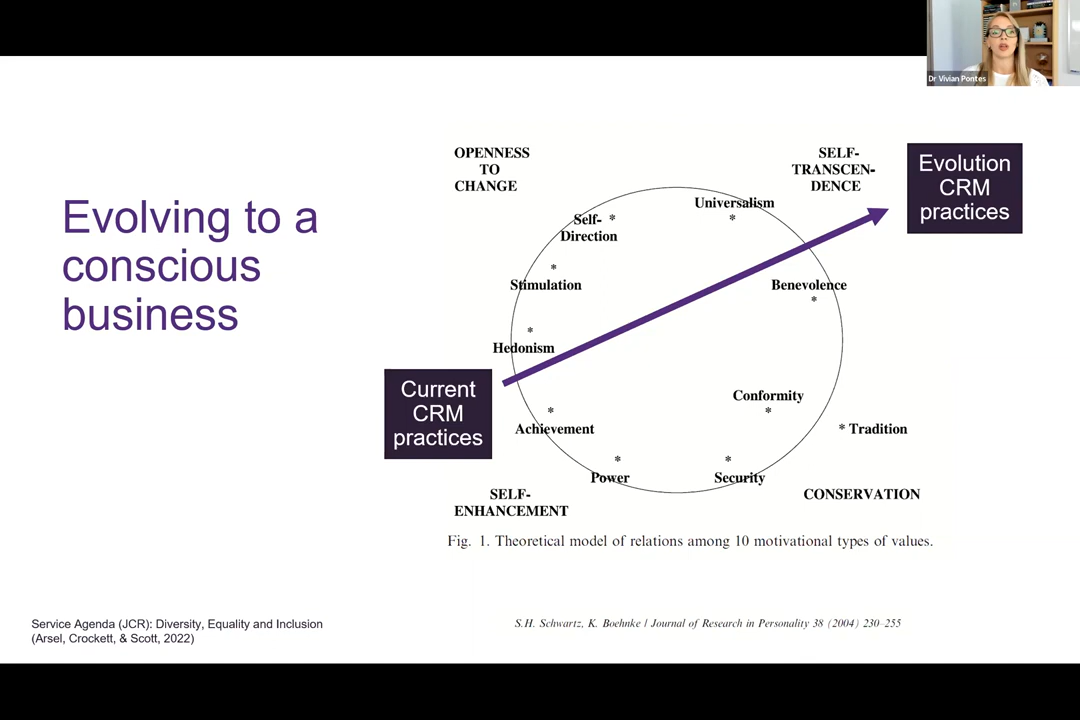 Dr Vivian Pontes
Evolving to a
conscious
business
OPENNESS
TO
CHANGE
SELF-
TRANSCEN-
DENCE
Evolution
CRM
practices
Universalism
*
Self- *
Direction
*
Stimulation
Benevolence
*
*
Hedonism
Current
CRM
practices
Conformity
*
*
Achievement
* Tradition
*
Power
*
Security
SELF-
ENHANCEMENT
CONSERVATION
Fig. 1. Theoretical model of relations among 10 motivational types of values.
Service Agenda (JCR): Diversity, Equality and Inclusion
(Arsel, Crockett, & Scott, 2022)
S.H. Schwartz, K. Boehnke / Journal of Research in Personality 38 (2004) 230–255